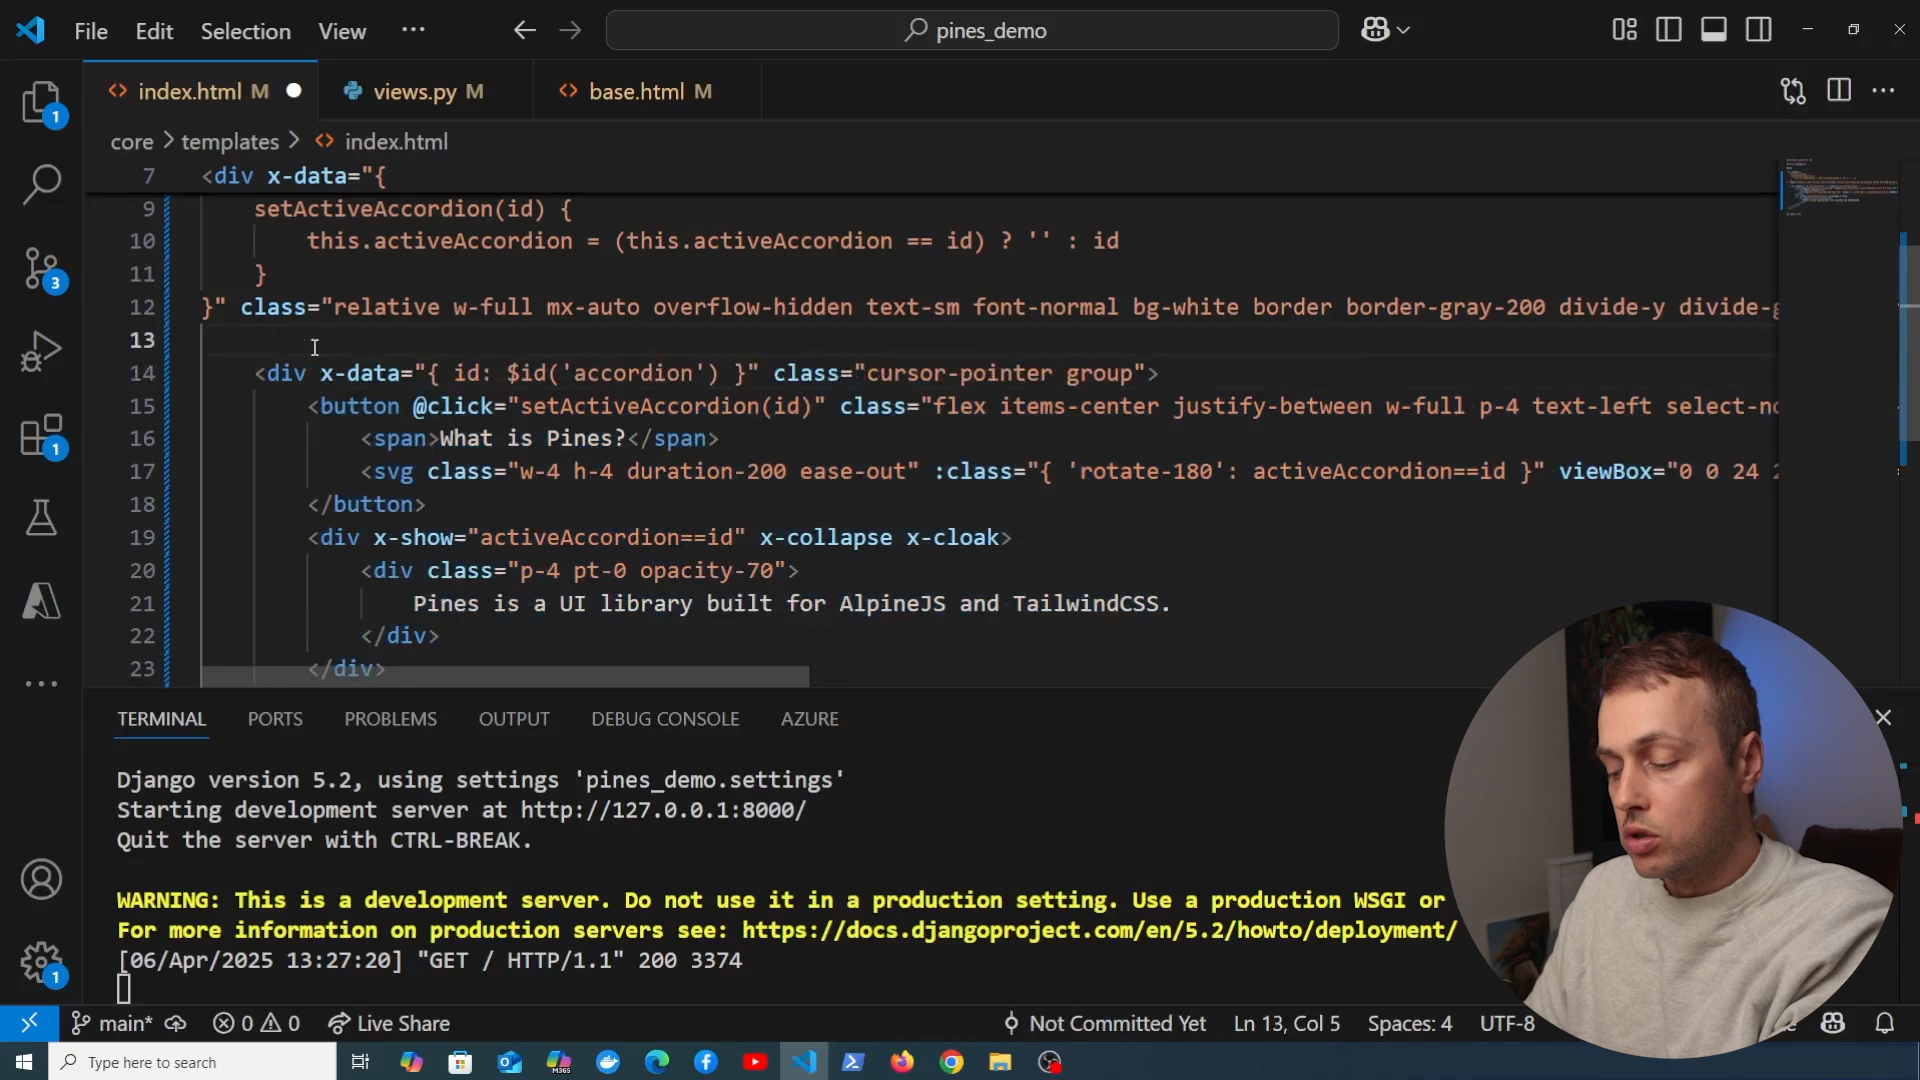 File Edit Selection View ··· pines_demo
index.html M views.py M base.html M
core > templates > index.html
7 <div x-data="{
9 setActiveAccordion(id) {
10 this.activeAccordion = (this.activeAccordion == id) ? '' : id
11 }
12 }" class="relative w-full mx-auto overflow-hidden text-sm font-normal bg-white border border-gray-200 divide-y divide-g
13
14 <div x-data="{ id: $id('accordion') }" class="cursor-pointer group">
15 <button @click="setActiveAccordion(id)" class="flex items-center justify-between w-full p-4 text-left select-no
16 <span>What is Pines?</span>
17 <svg class="w-4 h-4 duration-200 ease-out" :class="{ 'rotate-180': activeAccordion==id }" viewBox="0 0 24 2
18 </button>
19 <div x-show="activeAccordion==id" x-collapse x-cloak>
20 <div class="p-4 pt-0 opacity-70">
21 Pines is a UI library built for AlpineJS and TailwindCSS.
22 </div>
23 </div>
1
3
1
1
TERMINAL PORTS PROBLEMS OUTPUT DEBUG CONSOLE AZURE
Django version 5.2, using settings 'pines_demo.settings'
Starting development server at http://127.0.0.1:8000/
Quit the server with CTRL-BREAK.
WARNING: This is a development server. Do not use it in a production setting. Use a production WSGI or
For more information on production servers see: https://docs.djangoproject.com/en/5.2/howto/deployment/
[06/Apr/2025 13:27:20] "GET / HTTP/1.1" 200 3374
main* 0 0 Live Share Not Committed Yet Ln 13, Col 5 Spaces: 4 UTF-8
Type here to search M365